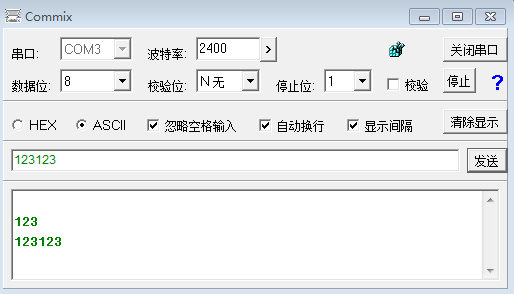 Commix
串口: COM3 波特率: 2400 > 关闭串口
数据位: 8 校验位: N 无 停止位: 1 校验 停止 ?
HEX ASCII 忽略空格输入 自动换行 显示间隔 清除显示
123123 发送
123
123123